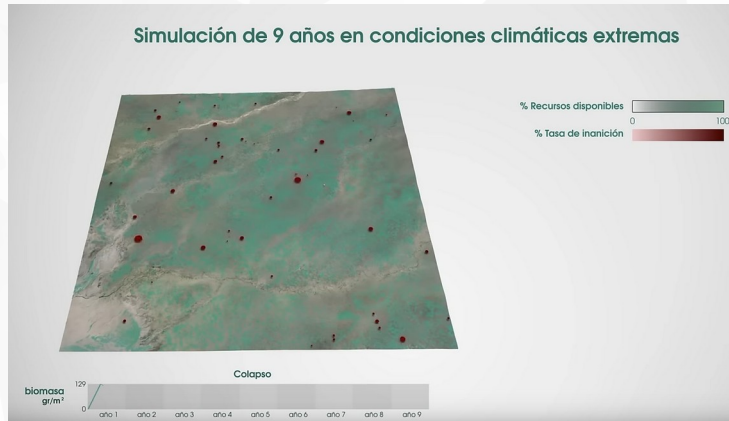 Simulación de 9 años en condiciones climáticas extremas
% Recursos disponibles
0 100
% Tasa de inanición
Colapso
biomasa
gr/m²
129
0
año 1 año 2 año 3 año 4 año 5 año 6 año 7 año 8 año 9